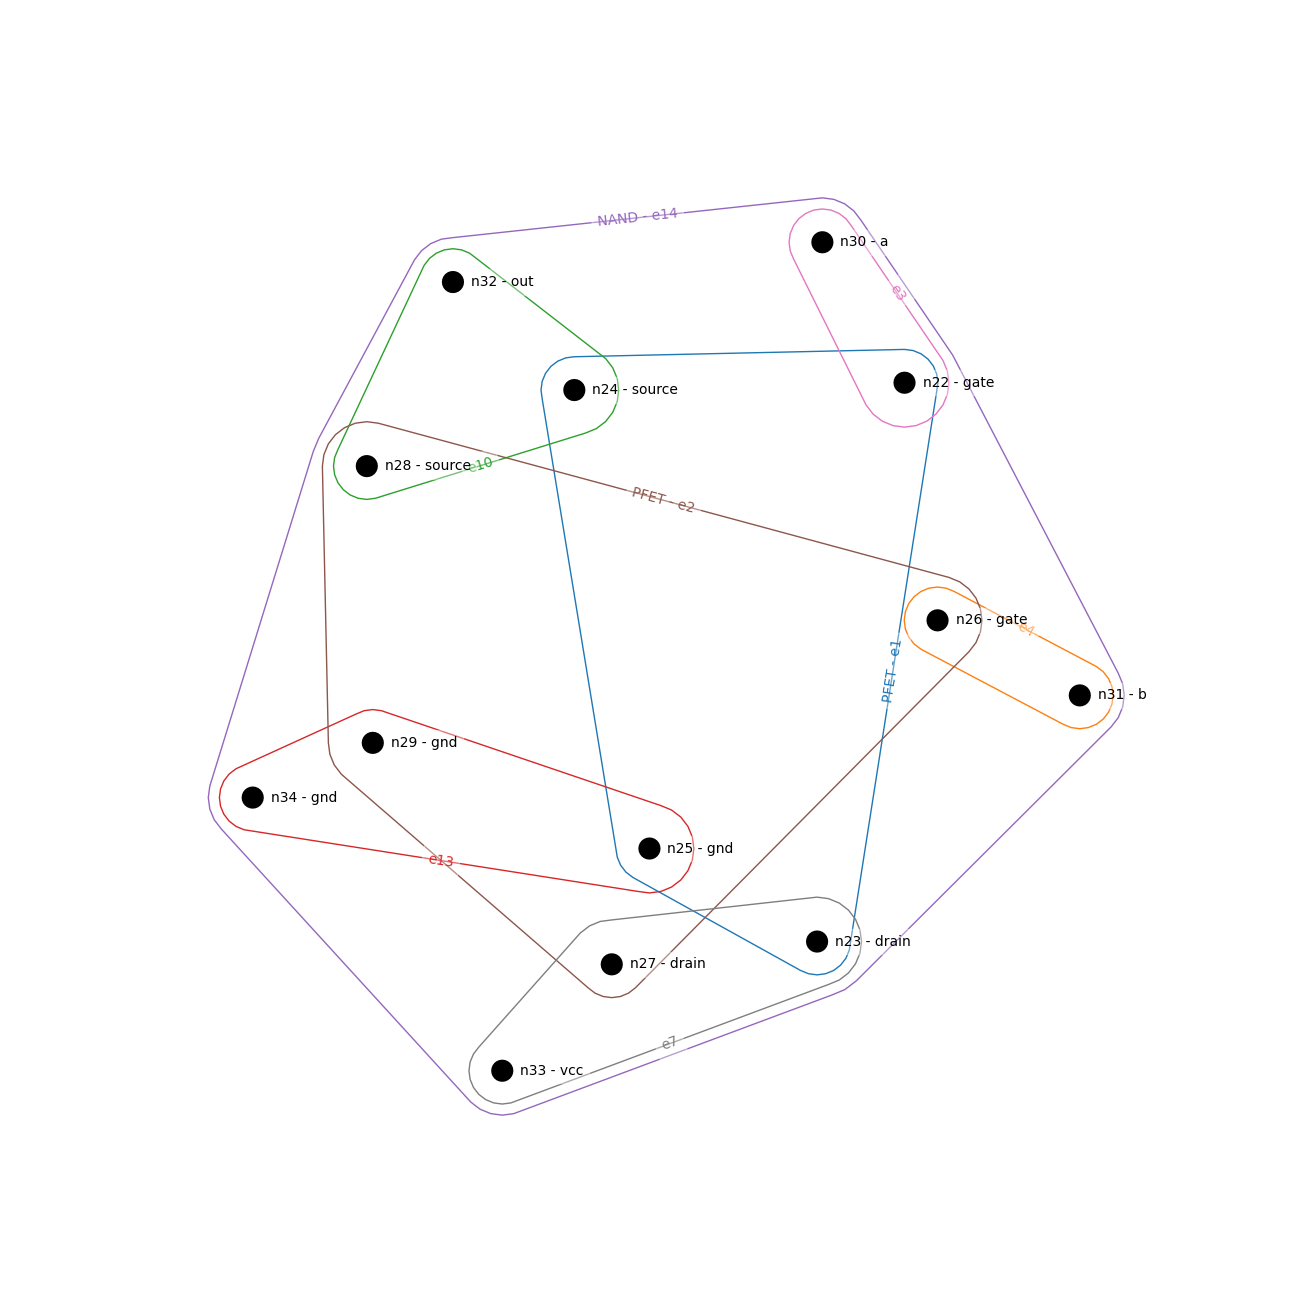 NAND - e14
n30 - a
n32 - out
e3
n22 - gate
n24 - source
n28 - source
e10
PFET - e2
n26 - gate
e4
PFET - e1
n31 - b
n29 - gnd
n34 - gnd
n25 - gnd
e13
n23 - drain
n27 - drain
e7
n33 - vcc